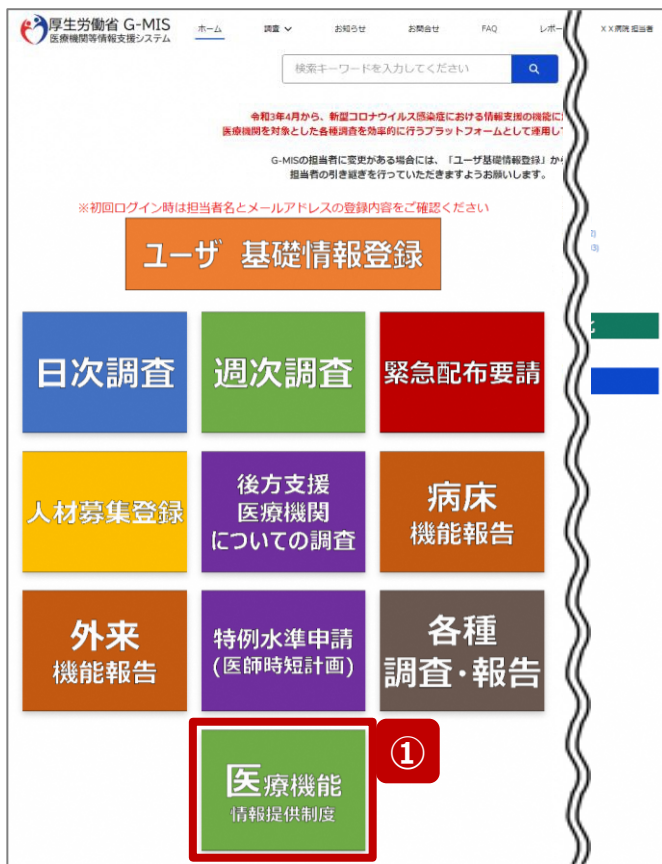 厚生労働省 G-MIS
医療機関等情報支援システム
ホーム 調査 お知らせ お問合せ FAQ レポー
XX病院 担当者
検索キーワードを入力してください
令和3年4月から、新型コロナウイルス感染症における情報支援の機能に
医療機関を対象とした各種調査を効率的に行うプラットフォームとして運用し
G-MISの担当者に変更がある場合には、「ユーザ基礎情報登録」か
担当者の引き継ぎを行っていただきますようお願いします。
※初回ログイン時は担当者名とメールアドレスの登録内容をご確認ください
ユーザ 基礎情報登録
日次調査
週次調査
緊急配布要請
人材募集登録
後方支援
医療機関
についての調査
病床
機能報告
外来
機能報告
特例水準申請
(医師時短計画)
各種
調査・報告
医療機能
情報提供制度
①